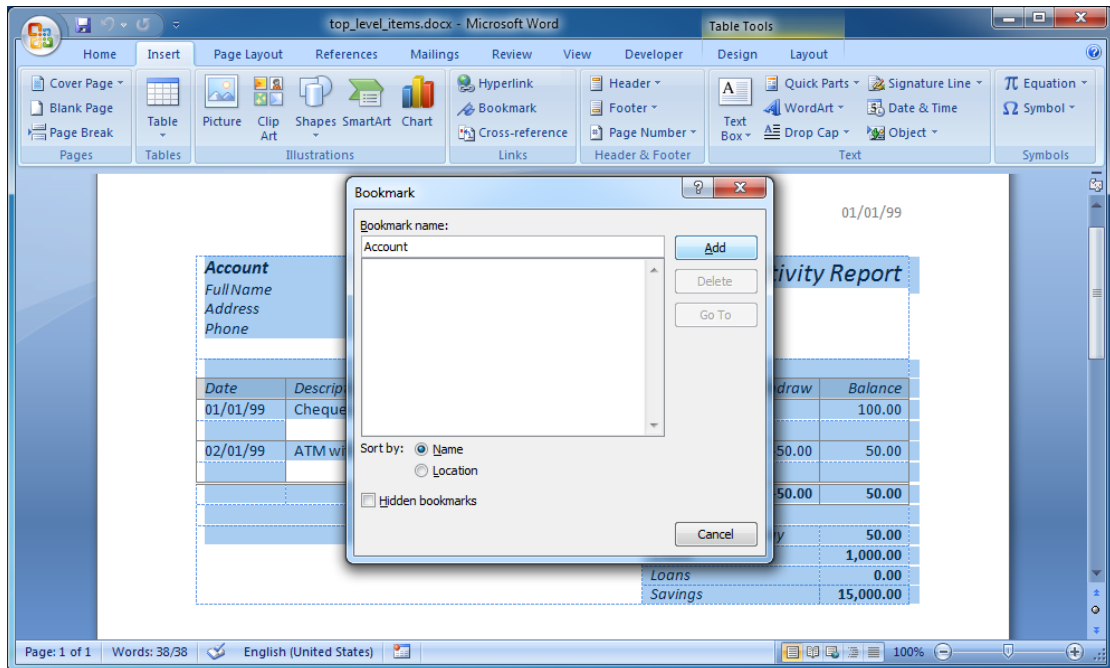 top_level_items.docx - Microsoft Word
Table Tools
Home Insert Page Layout References Mailings Review View Developer Design Layout
Cover Page
Blank Page
Page Break
Pages
Table
Tables
Picture
Clip Art
Shapes
SmartArt
Chart
Illustrations
Hyperlink
Bookmark
Cross-reference
Links
Header
Footer
Page Number
Header & Footer
A
Text Box
Quick Parts
WordArt
Drop Cap
Signature Line
Date & Time
Object
Text
π Equation
Ω Symbol
Symbols
01/01/99
Account
Full Name
Address
Phone
tivity Report
Date Descrip draw Balance
01/01/99 Cheque 100.00
02/01/99 ATM wi 50.00 50.00
50.00 50.00
y 50.00
1,000.00
Loans 0.00
Savings 15,000.00
Bookmark
?
Bookmark name:
Account
Add
Delete
Go To
Sort by: Name
Location
Hidden bookmarks
Cancel
Page: 1 of 1 Words: 38/38 English (United States) 100%